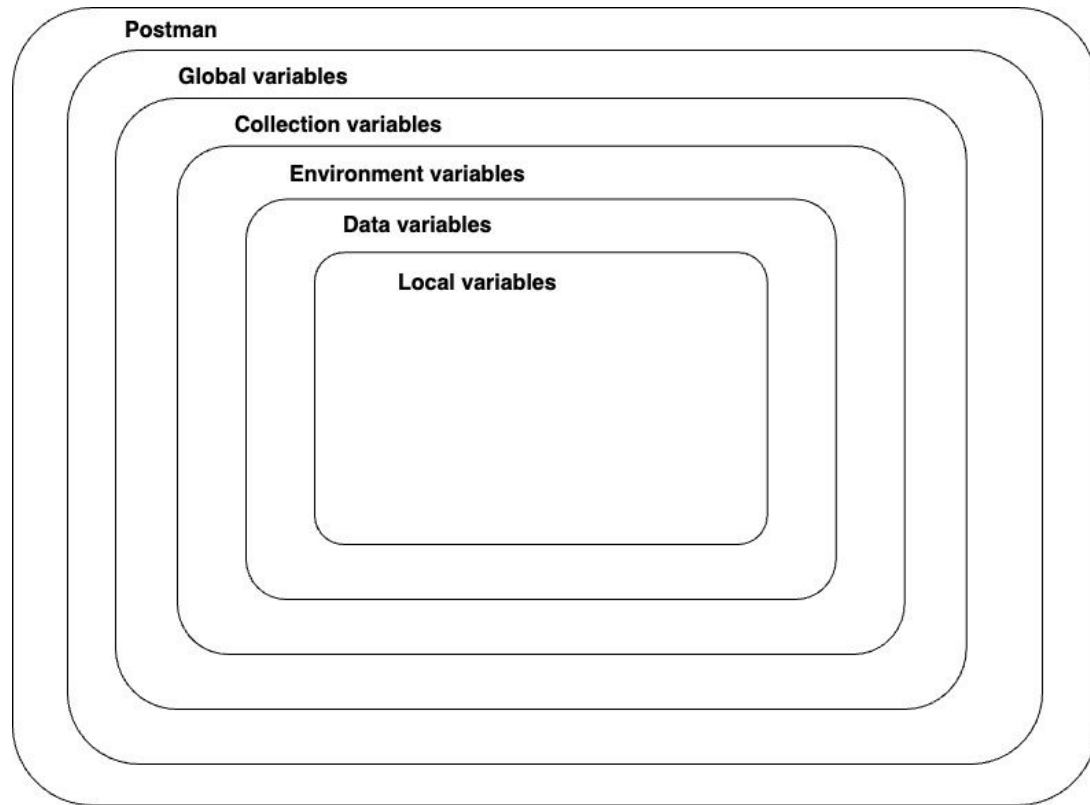 Postman
Global variables
Collection variables
Environment variables
Data variables
Local variables